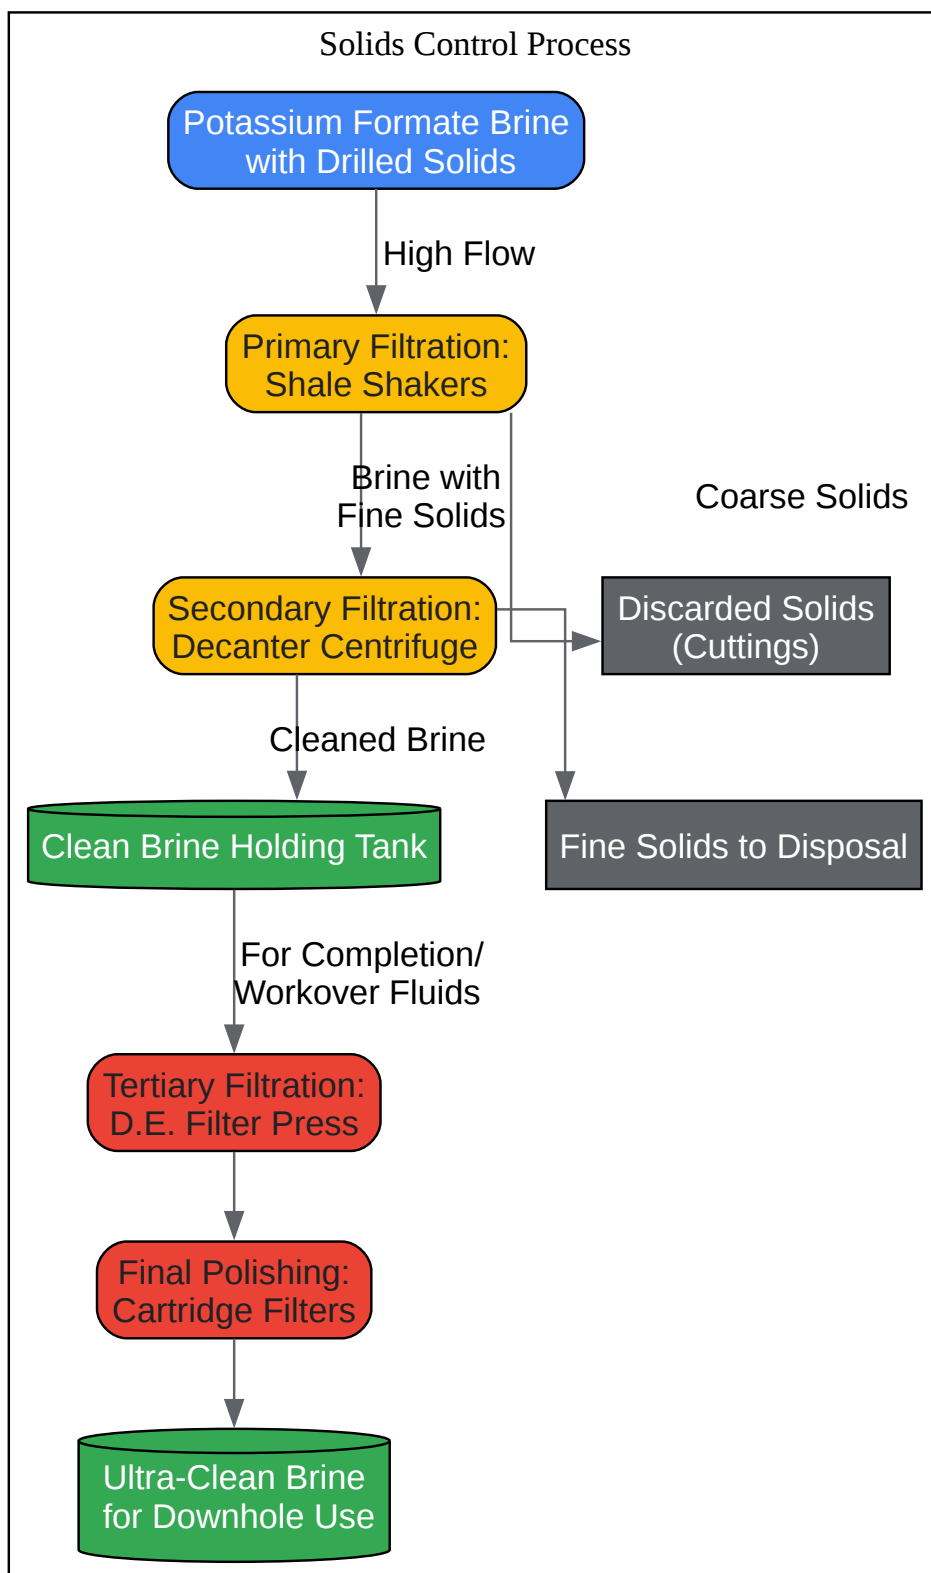 Solids Control Process
Potassium Formate Brine
with Drilled Solids
High Flow
Primary Filtration:
Shale Shakers
Brine with
Fine Solids
Coarse Solids
Secondary Filtration:
Decanter Centrifuge
Discarded Solids
(Cuttings)
Cleaned Brine
Clean Brine Holding Tank
Fine Solids to Disposal
For Completion/
Workover Fluids
Tertiary Filtration:
D.E. Filter Press
Final Polishing:
Cartridge Filters
Ultra-Clean Brine
for Downhole Use